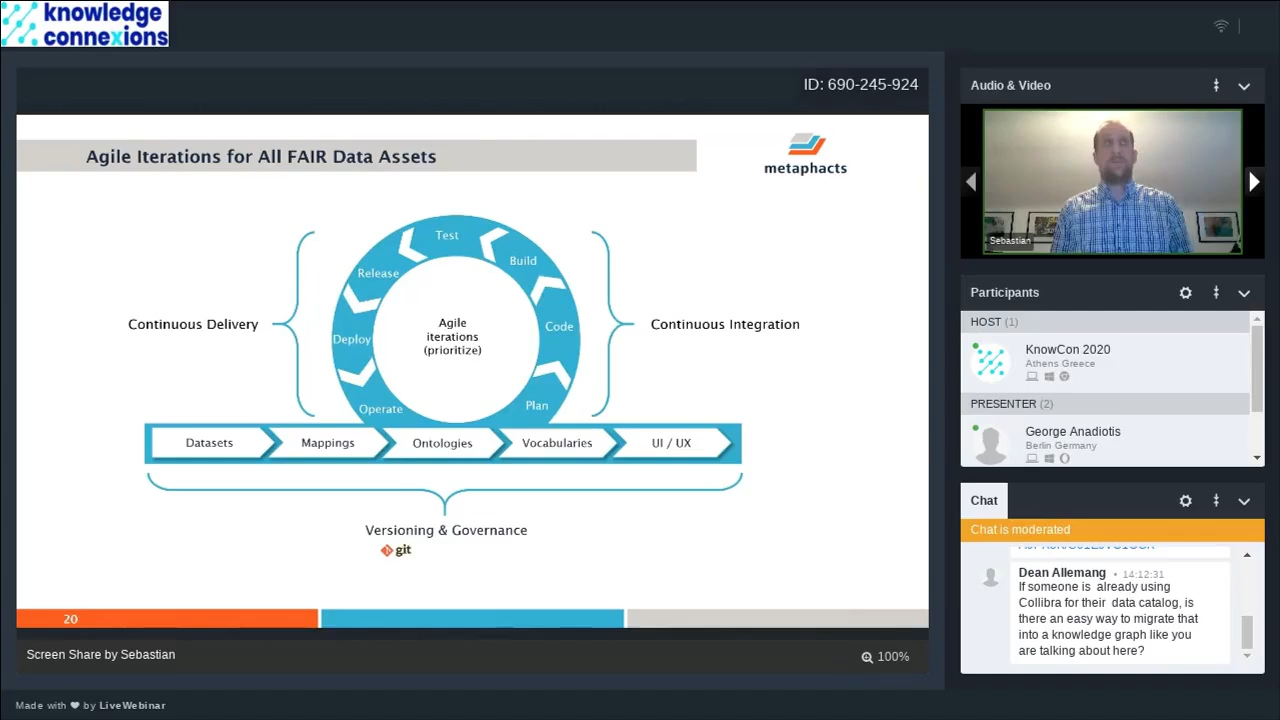 knowledge
connexions
ID: 690-245-924
Agile Iterations for All FAIR Data Assets
metaphacts
Test
Build
Release
Code
Deploy
Operate
Plan
Agile
iterations
(prioritize)
Continuous Delivery
Continuous Integration
Datasets
Mappings
Ontologies
Vocabularies
UI / UX
Versioning & Governance
git
20
Screen Share by Sebastian
100%
Made with ❤ by LiveWebinar
Audio & Video
Sebastian
Participants
HOST (1)
KnowCon 2020
Athens Greece
PRESENTER (2)
George Anadiotis
Berlin Germany
Chat
Chat is moderated
Dean Allemang • 14:12:31
If someone is already using
Collibra for their data catalog, is
there an easy way to migrate that
into a knowledge graph like you
are talking about here?